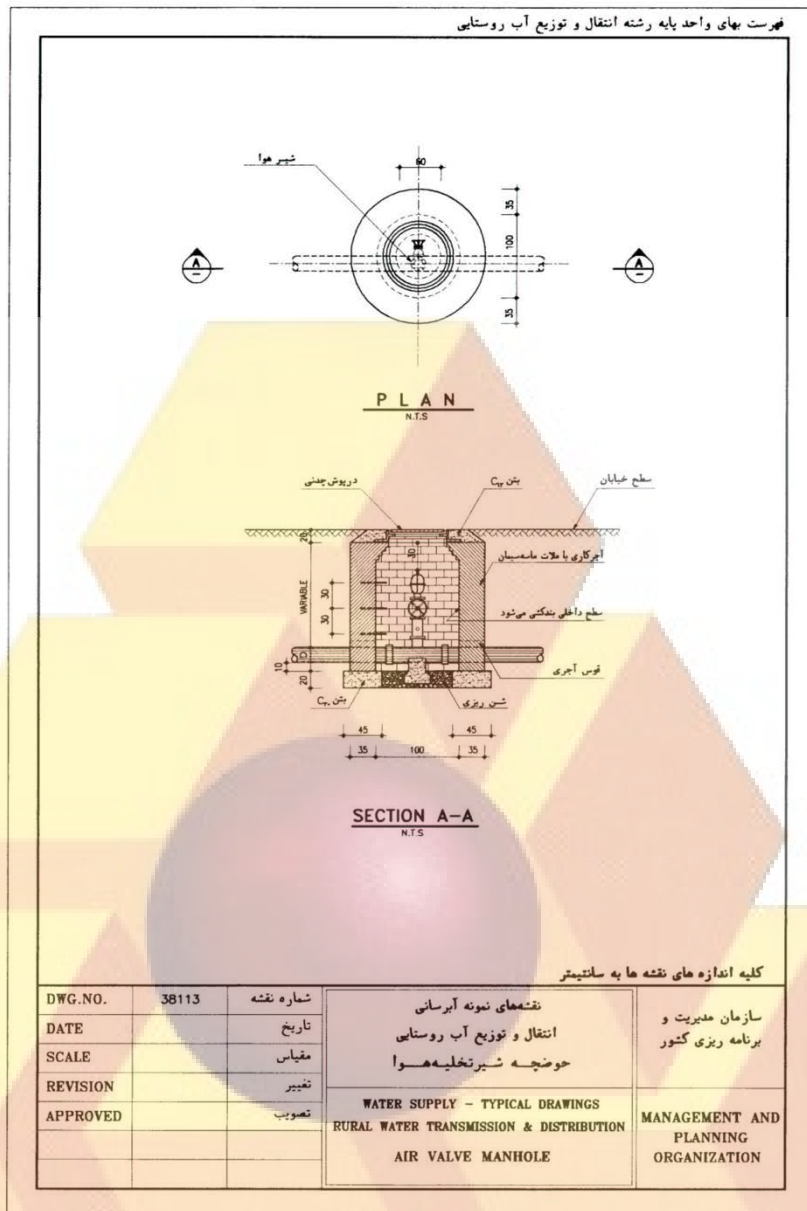 فهرست بهای واحد پایه رشته انتقال و توزیع آب روستایی
شیر هوا
60
35
100
35
A
A
PLAN
N.T.S
دریوش چدنی
بتن C۲۴
سطح خیابان
20
30
آجرکاری با ملات ماسه‌سیمان
VARIABLE
30
30
سطح داخلی بندکشی می‌شود
قوس آجری
10
D
20
بتن C۲۰
شن ریزی
45
45
35
100
35
SECTION A-A
N.T.S
کلیه اندازه های نقشه ها به سانتیمتر
DWG.NO. 38113 شماره نقشه
DATE تاریخ
SCALE مقیاس
REVISION تغییر
APPROVED تصویب
نقشه‌های نمونه آبرسانی
انتقال و توزیع آب روستایی
حوضچه شیرتخلیه‌هوا
WATER SUPPLY - TYPICAL DRAWINGS
RURAL WATER TRANSMISSION & DISTRIBUTION
AIR VALVE MANHOLE
سازمان مدیریت و
برنامه ریزی کشور
MANAGEMENT AND
PLANNING
ORGANIZATION